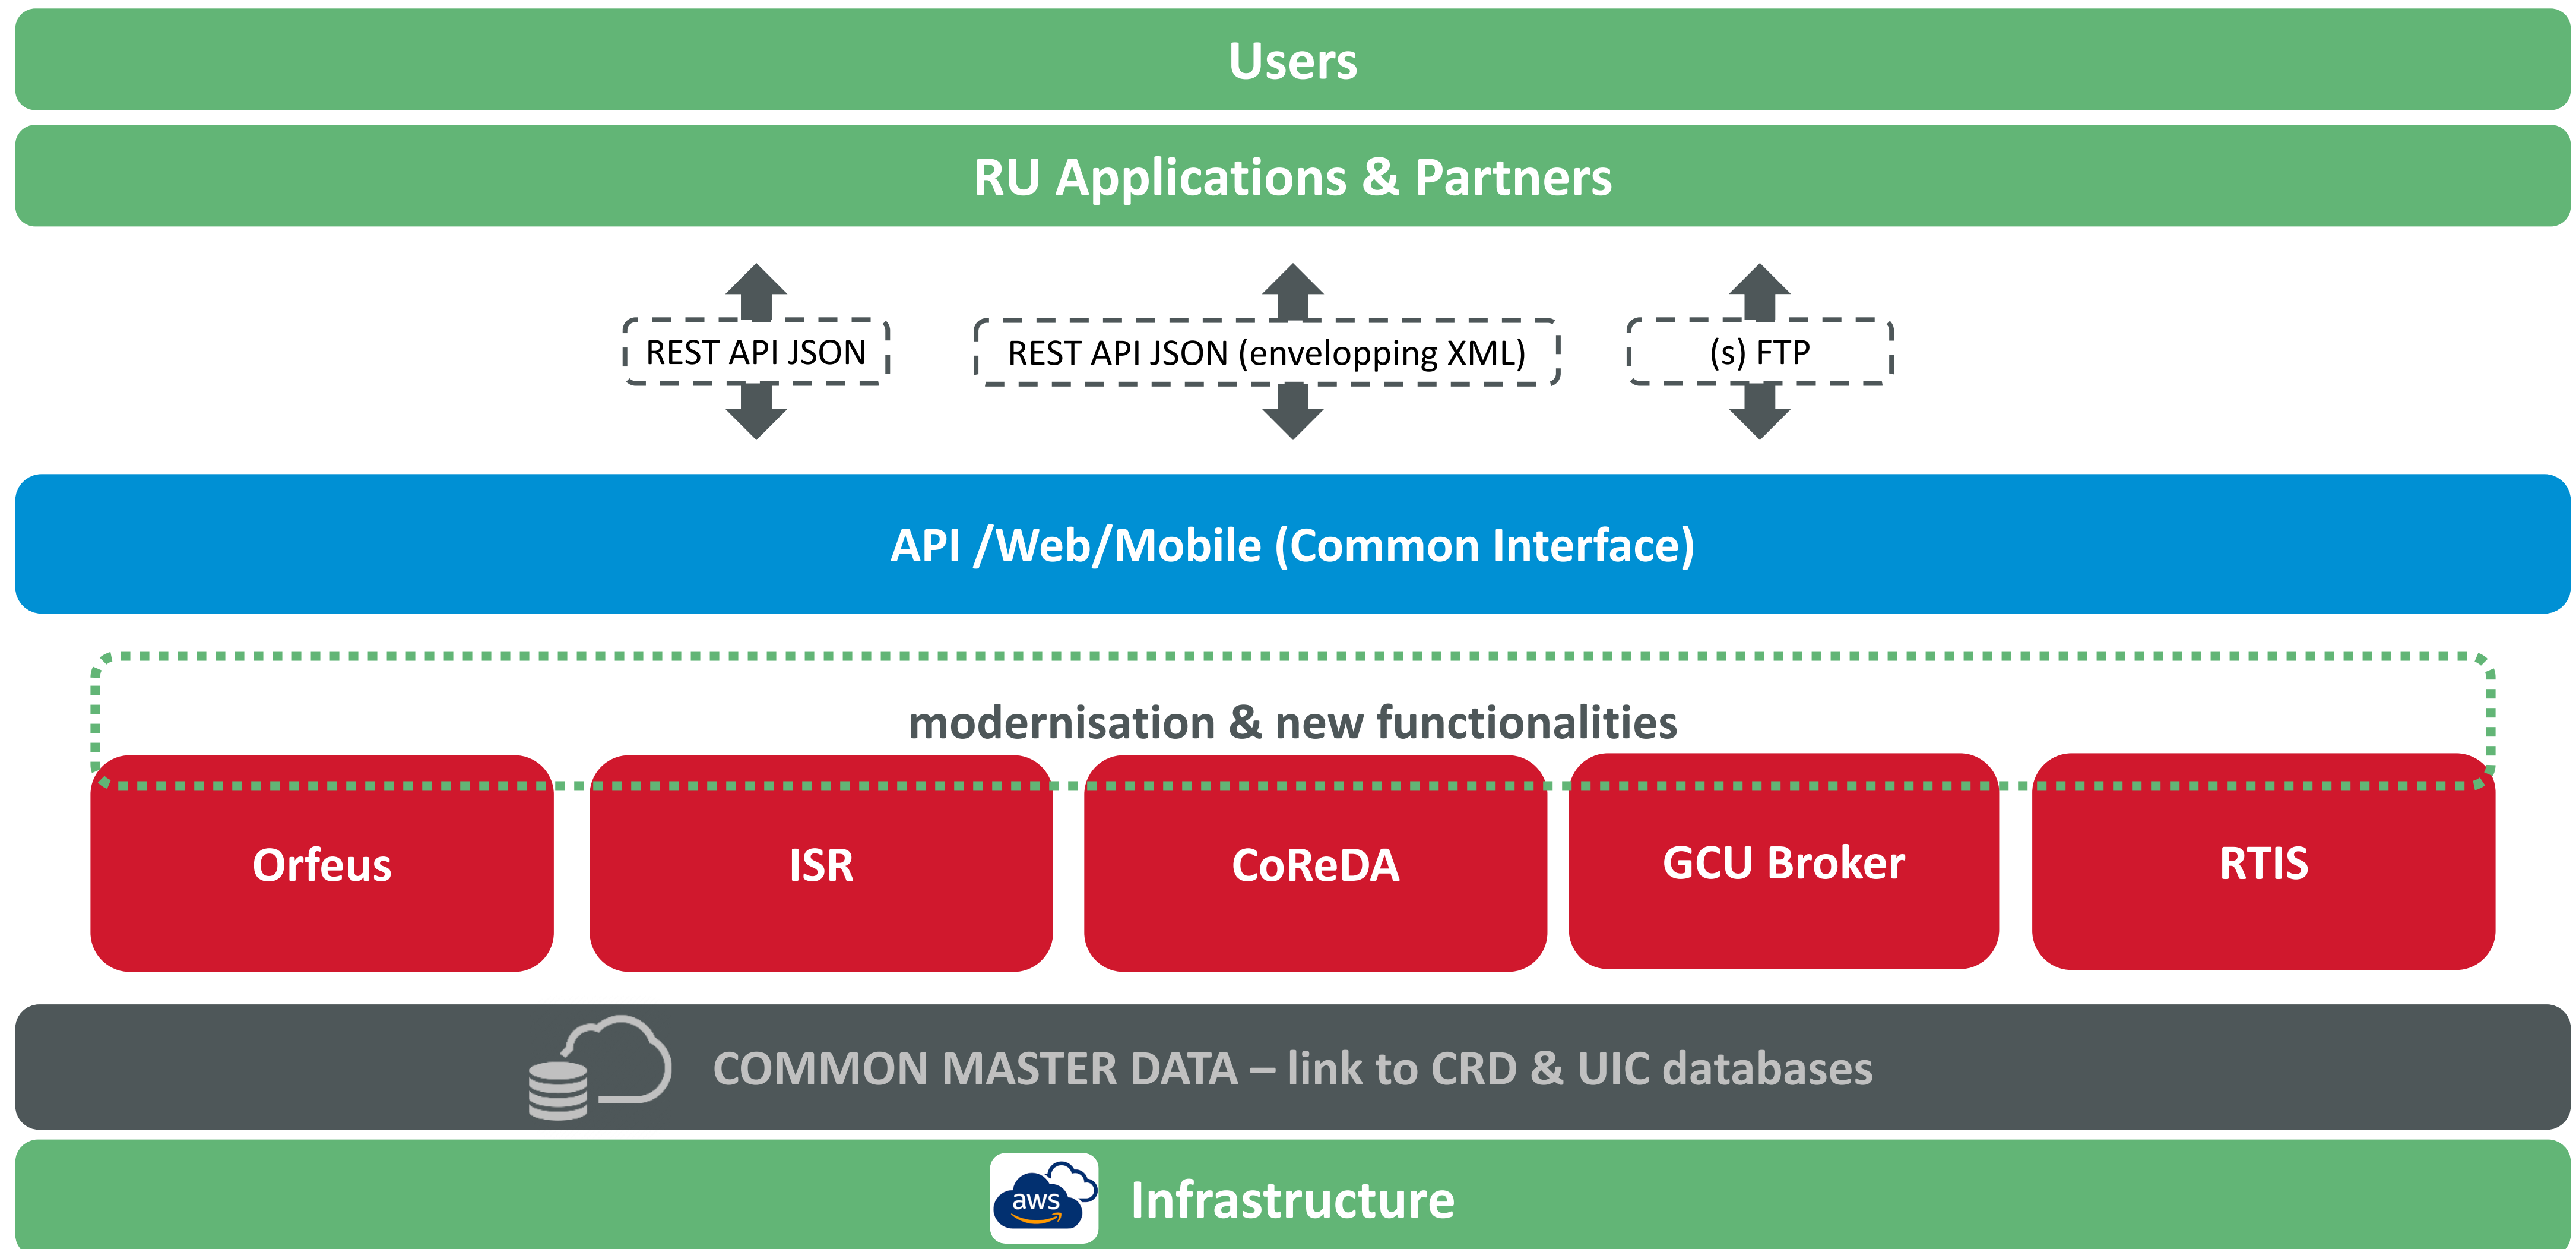 Users
RU Applications & Partners
REST API JSON
REST API JSON (envelopping XML)
(s) FTP
API /Web/Mobile (Common Interface)
modernisation & new functionalities
Orfeus
ISR
CoReDA
GCU Broker
RTIS
COMMON MASTER DATA – link to CRD & UIC databases
aws
Infrastructure